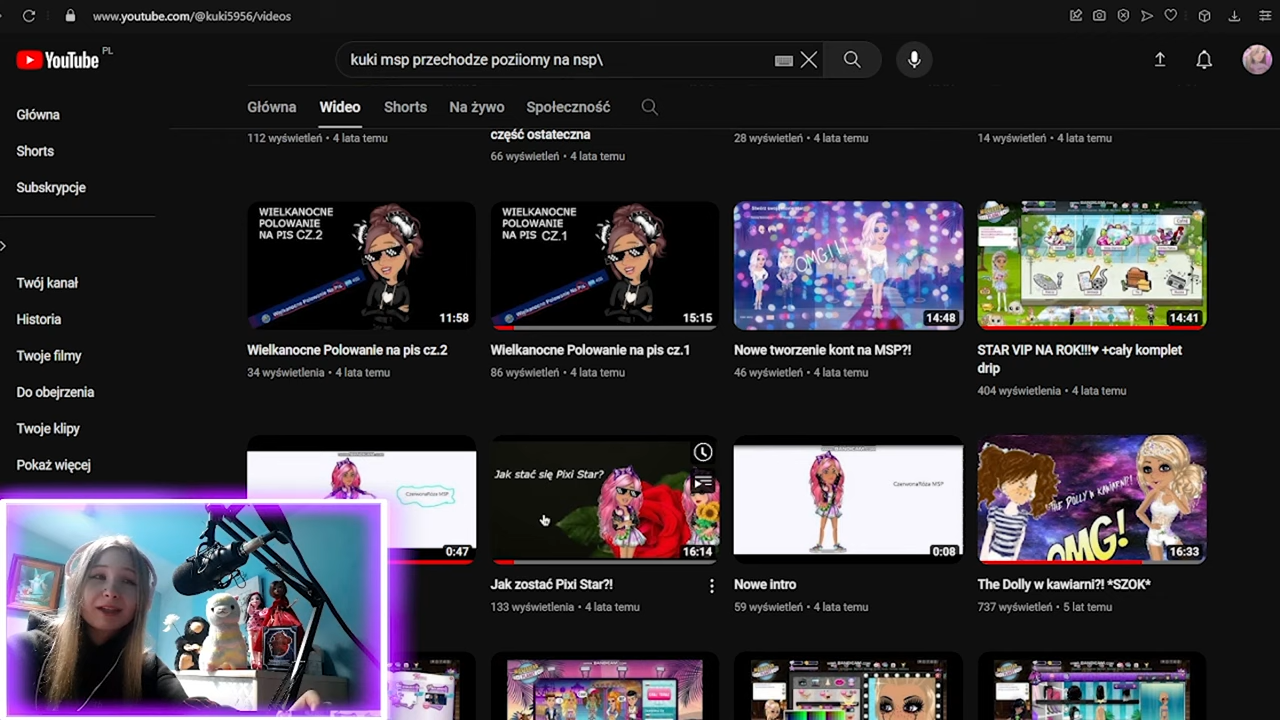 www.youtube.com/@kuki5956/videos
YouTube PL
kuki msp przechodze poziiomy na nsp\
Główna
Shorts
Subskrypcje
Twój kanał
Historia
Twoje filmy
Do obejrzenia
Twoje klipy
Pokaż więcej
Główna Wideo Shorts Na żywo Społeczność
część ostateczna
112 wyświetleń • 4 lata temu
66 wyświetleń • 4 lata temu
28 wyświetleń • 4 lata temu
14 wyświetleń • 4 lata temu
WIELKANOCNE
POLOWANIE
NA PIS CZ.2
11:58
Wielkanocne Polowanie na pis cz.2
34 wyświetlenia • 4 lata temu
WIELKANOCNE
POLOWANIE
NA PIS CZ.1
15:15
Wielkanocne Polowanie na pis cz.1
86 wyświetleń • 4 lata temu
OMG!!!
14:48
Nowe tworzenie kont na MSP?!
46 wyświetleń • 4 lata temu
14:41
STAR VIP NA ROK!!!♥ +cały komplet
drip
404 wyświetlenia • 4 lata temu
CzerwonaRóża MSP
0:47
Jak stać się Pixi Star?
16:14
Jak zostać Pixi Star?!
133 wyświetlenia • 4 lata temu
CzerwonaRóża MSP
0:08
Nowe intro
59 wyświetleń • 4 lata temu
THE DOLLY W KAWIARNI?!
OMG!
16:33
The Dolly w kawiarni?! *SZOK*
737 wyświetleń • 5 lat temu